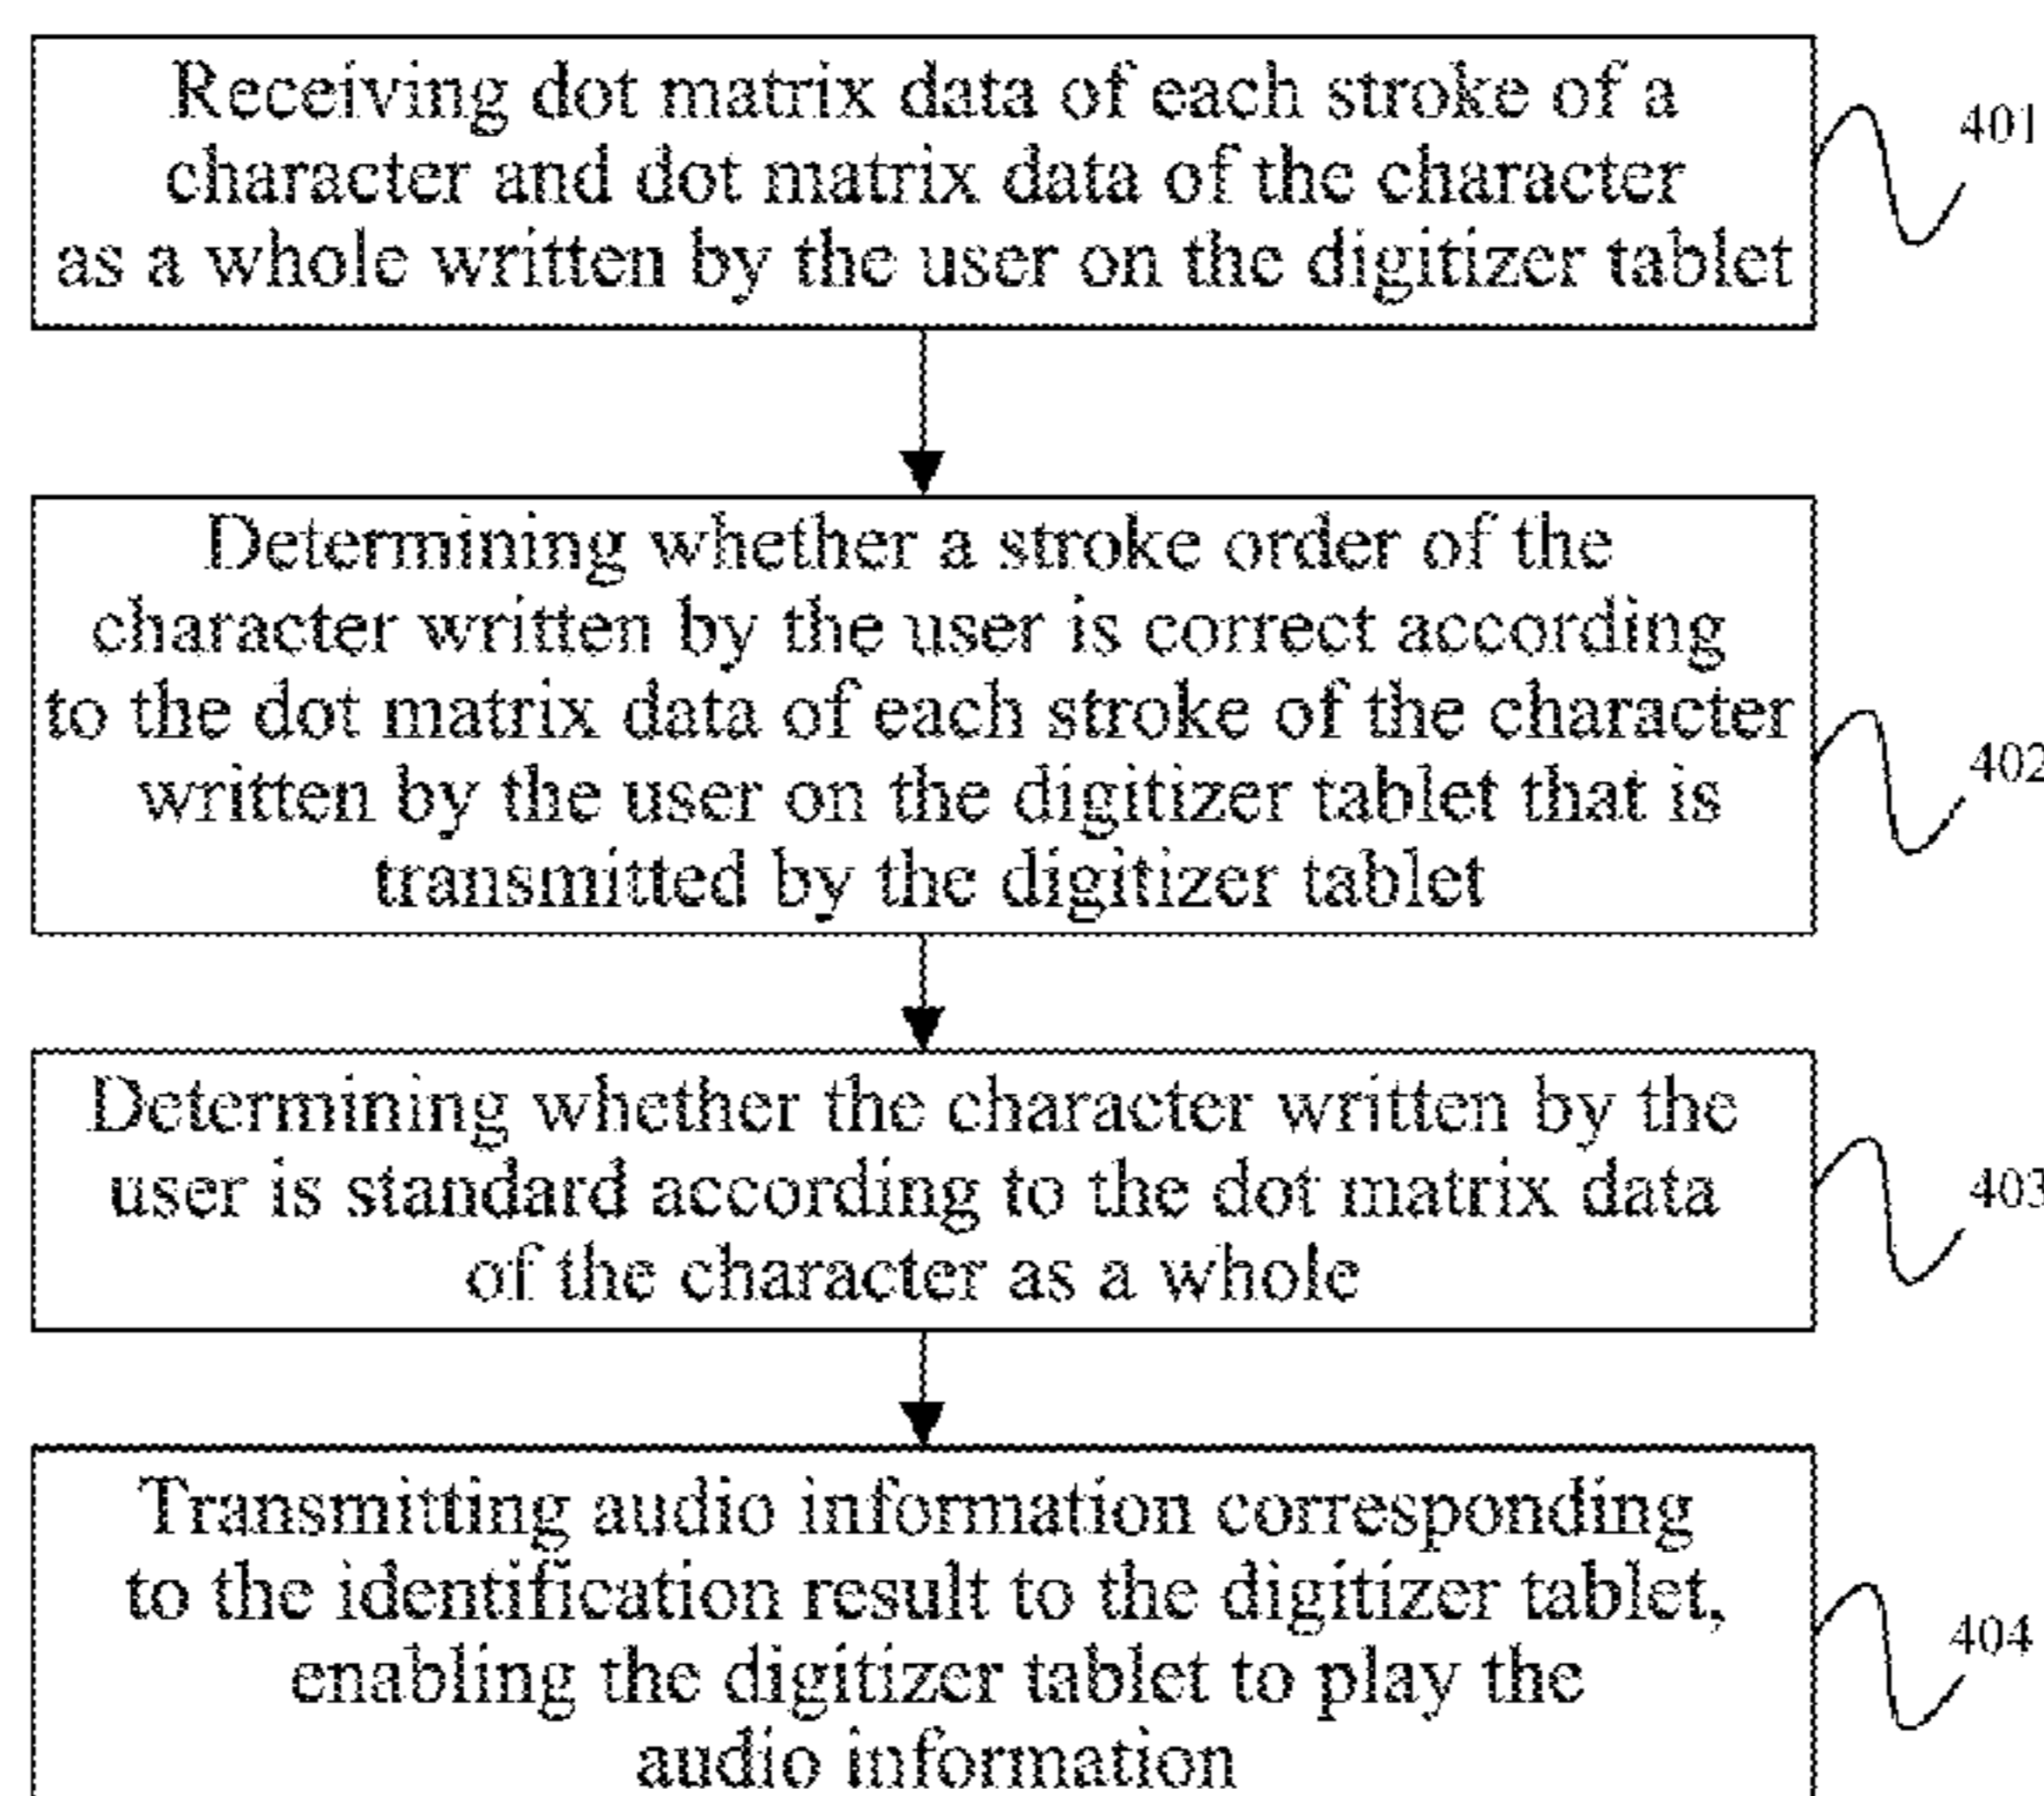 Receiving dot matrix data of each stroke of a
character and dot matrix data of the character
as a whole written by the user on the digitizer tablet
401
Determining whether a stroke order of the
character written by the user is correct according
to the dot matrix data of each stroke of the character
written by the user on the digitizer tablet that is
transmitted by the digitizer tablet
402
Determining whether the character written by the
user is standard according to the dot matrix data
of the character as a whole
403
Transmitting audio information corresponding
to the identification result to the digitizer tablet,
enabling the digitizer tablet to play the
audio information
404